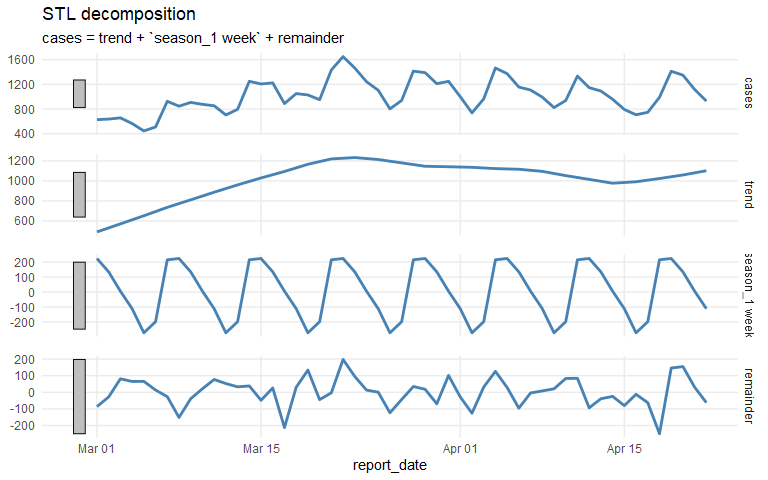 STL decomposition
cases = trend + `season_1 week` + remainder
1600
1200
800
400
cases
1200
1000
800
600
trend
200
100
0
-100
-200
season_1 week
200
100
0
-100
-200
remainder
Mar 01
Mar 15
Apr 01
Apr 15
report_date